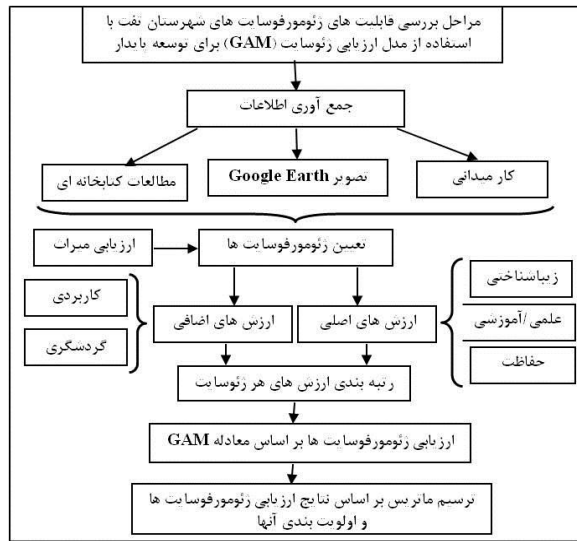 مراحل بررسی قابلیت های ژئومورفوسایت های شهرستان تفت با
استفاده از مدل ارزیابی ژئوسایت (GAM) برای توسعه پایدار
جمع آوری اطلاعات
کار میدانی
تصویر Google Earth
مطالعات کتابخانه ای
تعیین ژئومورفوسایت ها
ارزیابی میراث
زیباشناختی
علمی/آموزشی
حفاظت
ارزش های اصلی
ارزش های اضافی
کاربردی
گردشگری
رتبه بندی ارزش های هر ژئوسایت
ارزیابی ژئومورفوسایت ها بر اساس معادله GAM
ترسیم ماتریس بر اساس نتایج ارزیابی ژئومورفوسایت ها
و اولویت بندی آنها